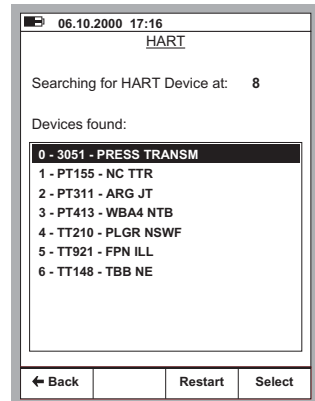 06.10.2000 17:16
HART
Searching for HART Device at: 8
Devices found:
0 - 3051 - PRESS TRANSM
1 - PT155 - NC TTR
2 - PT311 - ARG JT
3 - PT413 - WBA4 NTB
4 - TT210 - PLGR NSWF
5 - TT921 - FPN ILL
6 - TT148 - TBB NE
← Back Restart Select